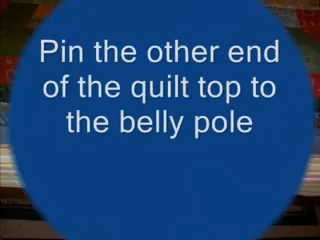 Pin the other end
of the quilt top to
the belly pole